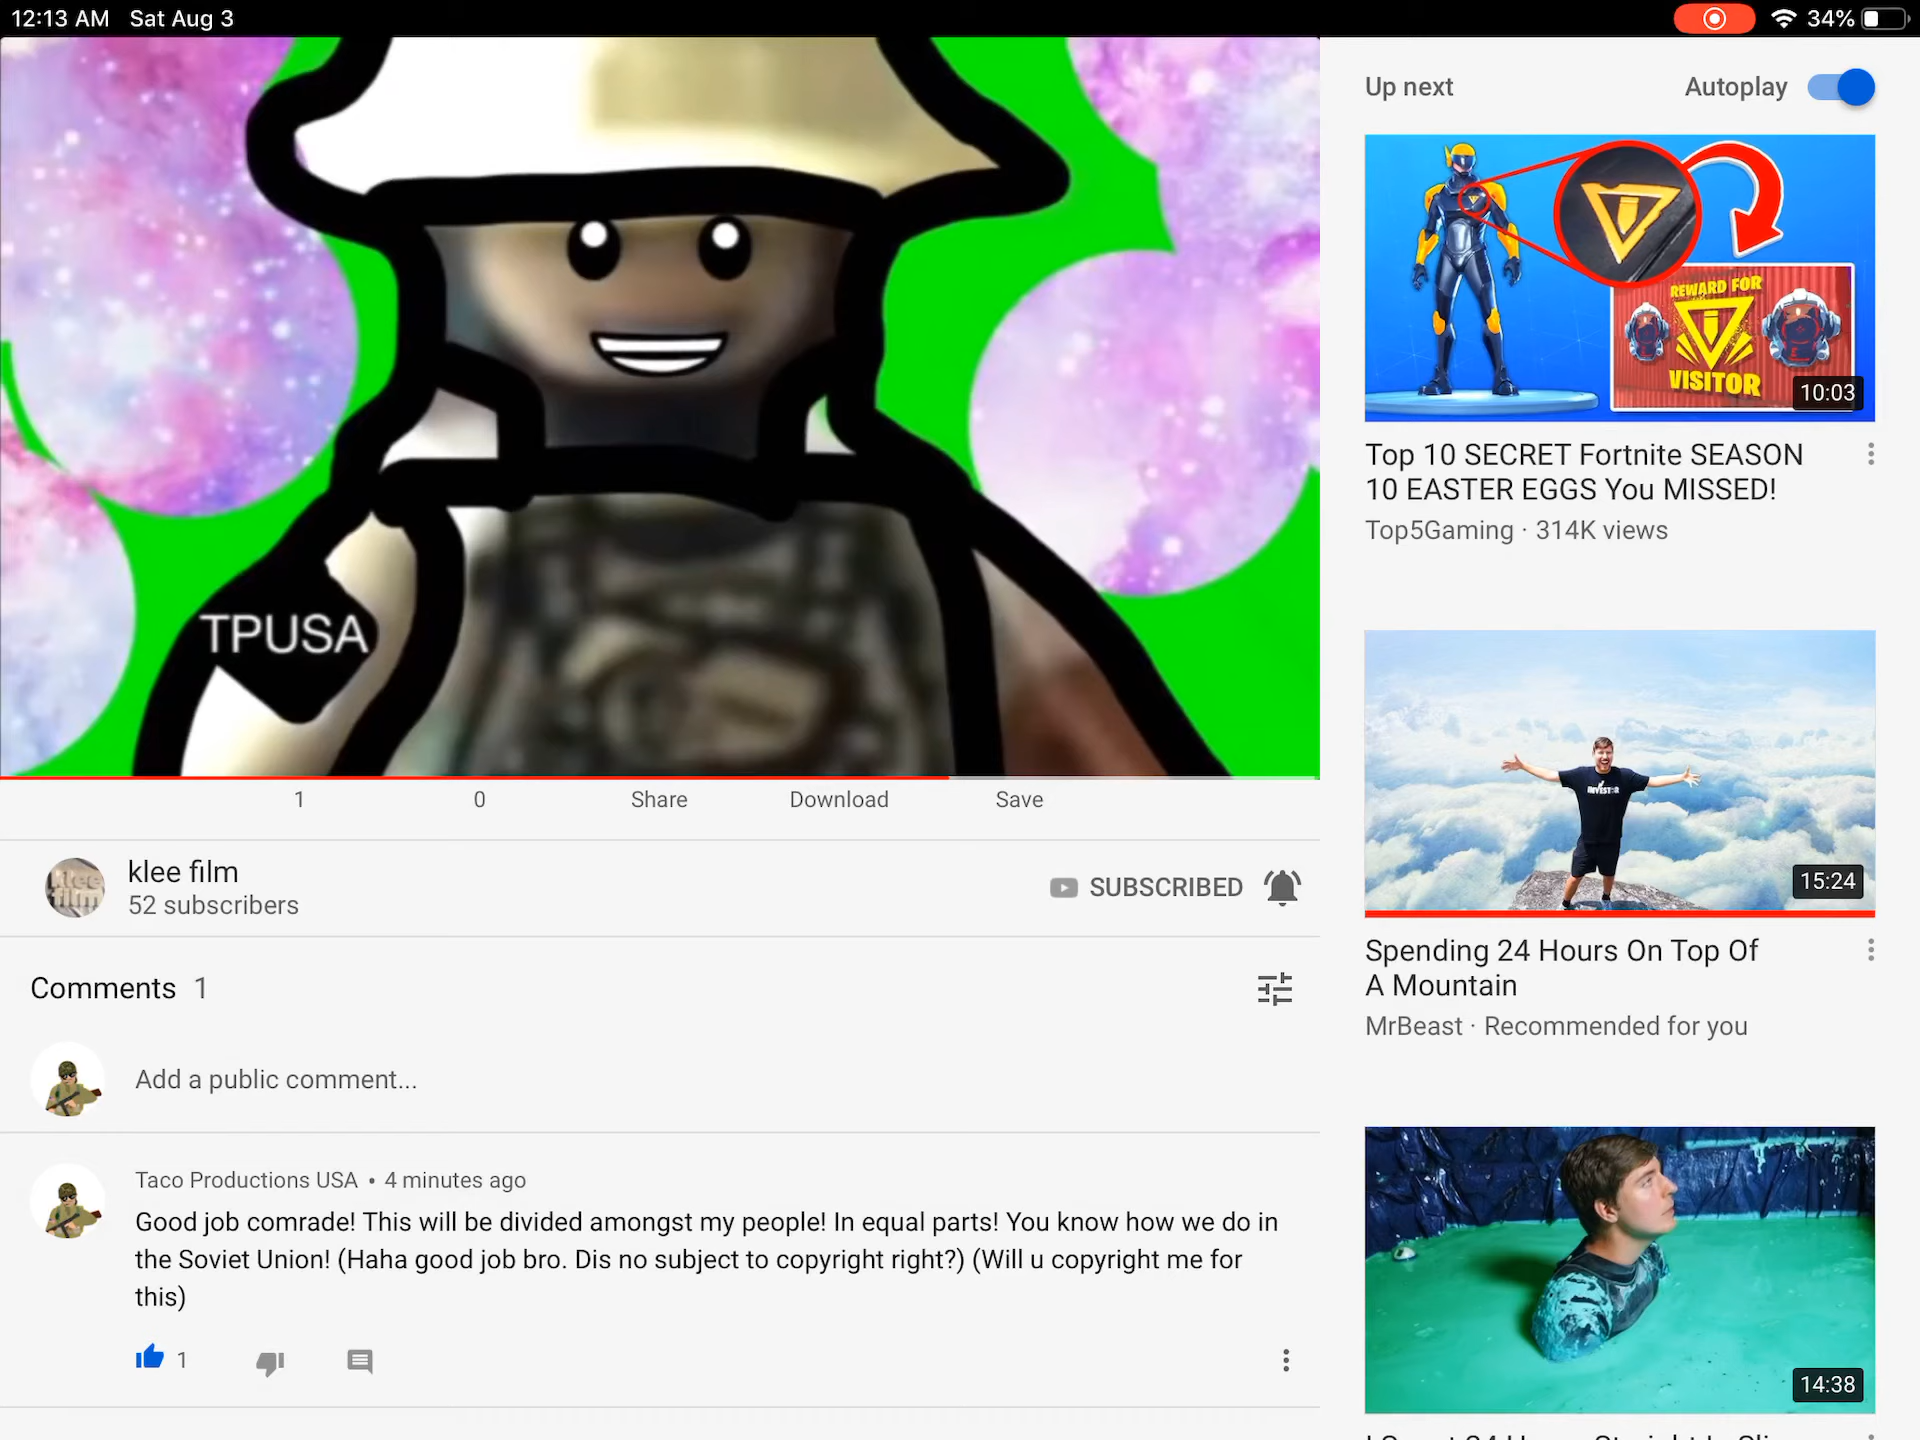 12:13 AM Sat Aug 3
34%
Up next
Autoplay
REWARD FOR
VISITOR
10:03
Top 10 SECRET Fortnite SEASON
10 EASTER EGGS You MISSED!
Top5Gaming · 314K views
TPUSA
1 0 Share Download Save
klee film
klee film
52 subscribers
SUBSCRIBED
INVESTOR
15:24
Spending 24 Hours On Top Of
A Mountain
MrBeast · Recommended for you
Comments 1
Add a public comment...
Taco Productions USA • 4 minutes ago
Good job comrade! This will be divided amongst my people! In equal parts! You know how we do in
the Soviet Union! (Haha good job bro. Dis no subject to copyright right?) (Will u copyright me for
this)
1
14:38